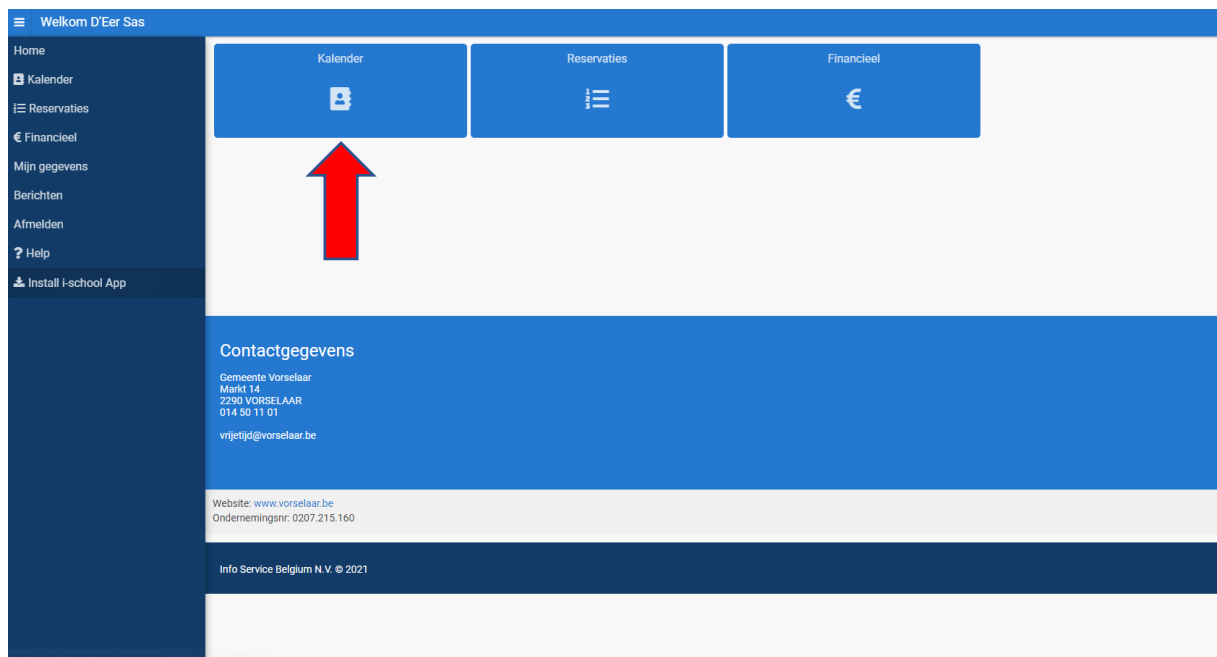 Welkom D'Eer Sas
Home
Kalender
Reservaties
€ Financieel
Mijn gegevens
Berichten
Afmelden
? Help
Install i-school App
Kalender
Reservaties
Financieel
€
Contactgegevens
Gemeente Vorselaar
Markt 14
2290 VORSELAAR
014 50 11 01
vrijetijd@vorselaar.be
Website: www.vorselaar.be
Ondernemingsnr: 0207.215.160
Info Service Belgium N.V. © 2021